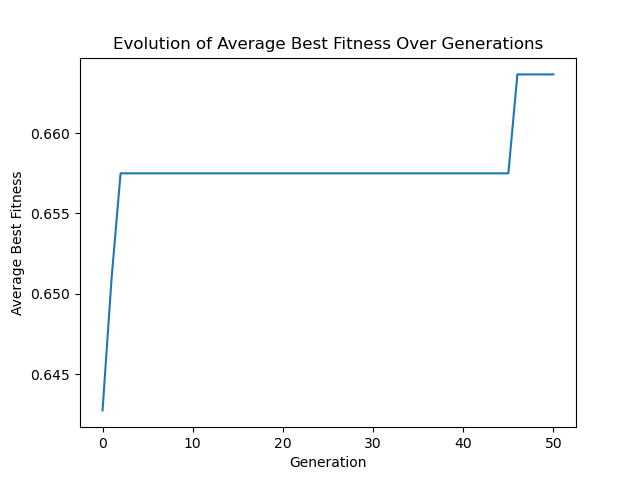 Evolution of Average Best Fitness Over Generations
0.660
0.655
0.650
0.645
Average Best Fitness
0 10 20 30 40 50
Generation